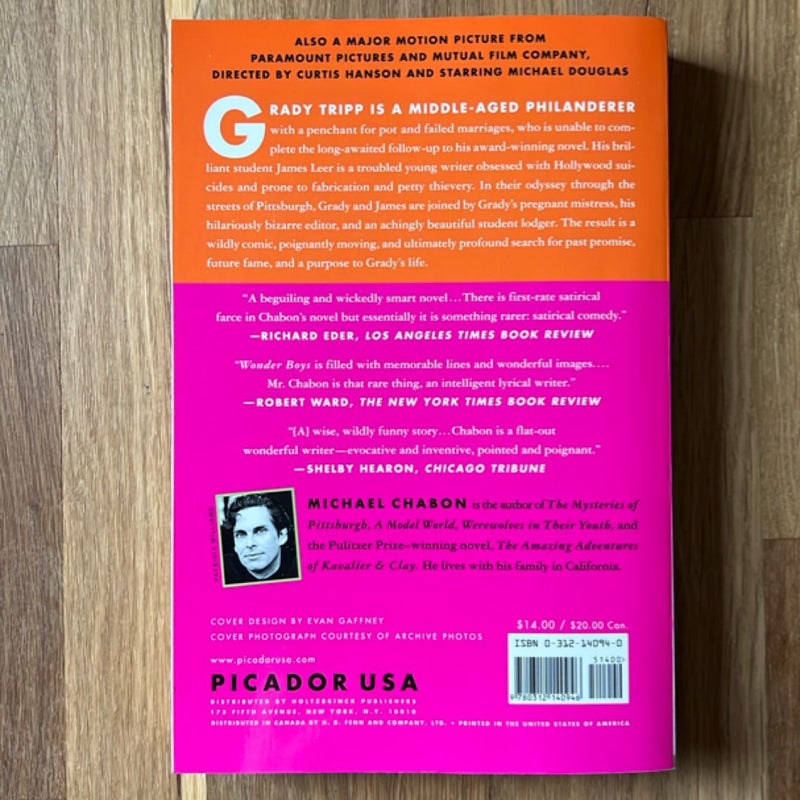 ALSO A MAJOR MOTION PICTURE FROM
PARAMOUNT PICTURES AND MUTUAL FILM COMPANY,
DIRECTED BY CURTIS HANSON AND STARRING MICHAEL DOUGLAS
GRADY TRIPP IS A MIDDLE-AGED PHILANDERER
with a penchant for pot and failed marriages, who is unable to com-
plete the long-awaited follow-up to his award-winning novel. His bril-
liant student James Leer is a troubled young writer obsessed with Hollywood sui-
cides and prone to fabrication and petty thievery. In their odyssey through the
streets of Pittsburgh, Grady and James are joined by Grady's pregnant mistress, his
hilariously bizarre editor, and an achingly beautiful student lodger. The result is a
wildly comic, poignantly moving, and ultimately profound search for past promise,
future fame, and a purpose to Grady's life.
“A beguiling and wickedly smart novel…There is first-rate satirical
farce in Chabon's novel but essentially it is something rarer: satirical comedy.”
—RICHARD EDER, LOS ANGELES TIMES BOOK REVIEW
“Wonder Boys is filled with memorable lines and wonderful images….
Mr. Chabon is that rare thing, an intelligent lyrical writer.”
—ROBERT WARD, THE NEW YORK TIMES BOOK REVIEW
“[A] wise, wildly funny story…Chabon is a flat-out
wonderful writer—evocative and inventive, pointed and poignant.”
—SHELBY HEARON, CHICAGO TRIBUNE
MICHAEL CHABON is the author of The Mysteries of
Pittsburgh, A Model World, Werewolves in Their Youth, and
the Pulitzer Prize–winning novel, The Amazing Adventures
of Kavalier & Clay. He lives with his family in California.
PATRICIA WILLIAMS
COVER DESIGN BY EVAN GAFFNEY
COVER PHOTOGRAPH COURTESY OF ARCHIVE PHOTOS
$14.00 / $20.00 Can.
ISBN 0-312-14094-0
51400>
9 780312 140946
www.picadorusa.com
PICADOR USA
DISTRIBUTED BY HOLTZBRINCK PUBLISHERS
175 FIFTH AVENUE, NEW YORK, N.Y. 10010
DISTRIBUTED IN CANADA BY H. B. FENN AND COMPANY, LTD. • PRINTED IN THE UNITED STATES OF AMERICA